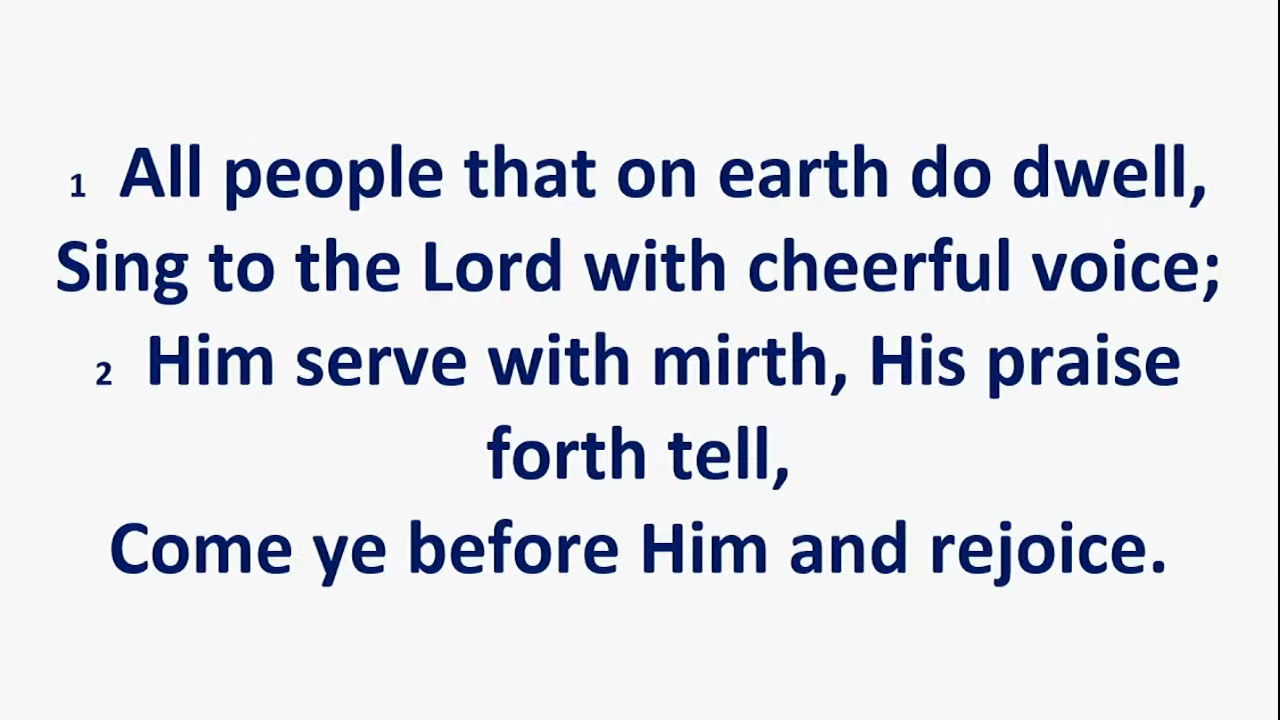 1 All people that on earth do dwell,
Sing to the Lord with cheerful voice;
2 Him serve with mirth, His praise
forth tell,
Come ye before Him and rejoice.